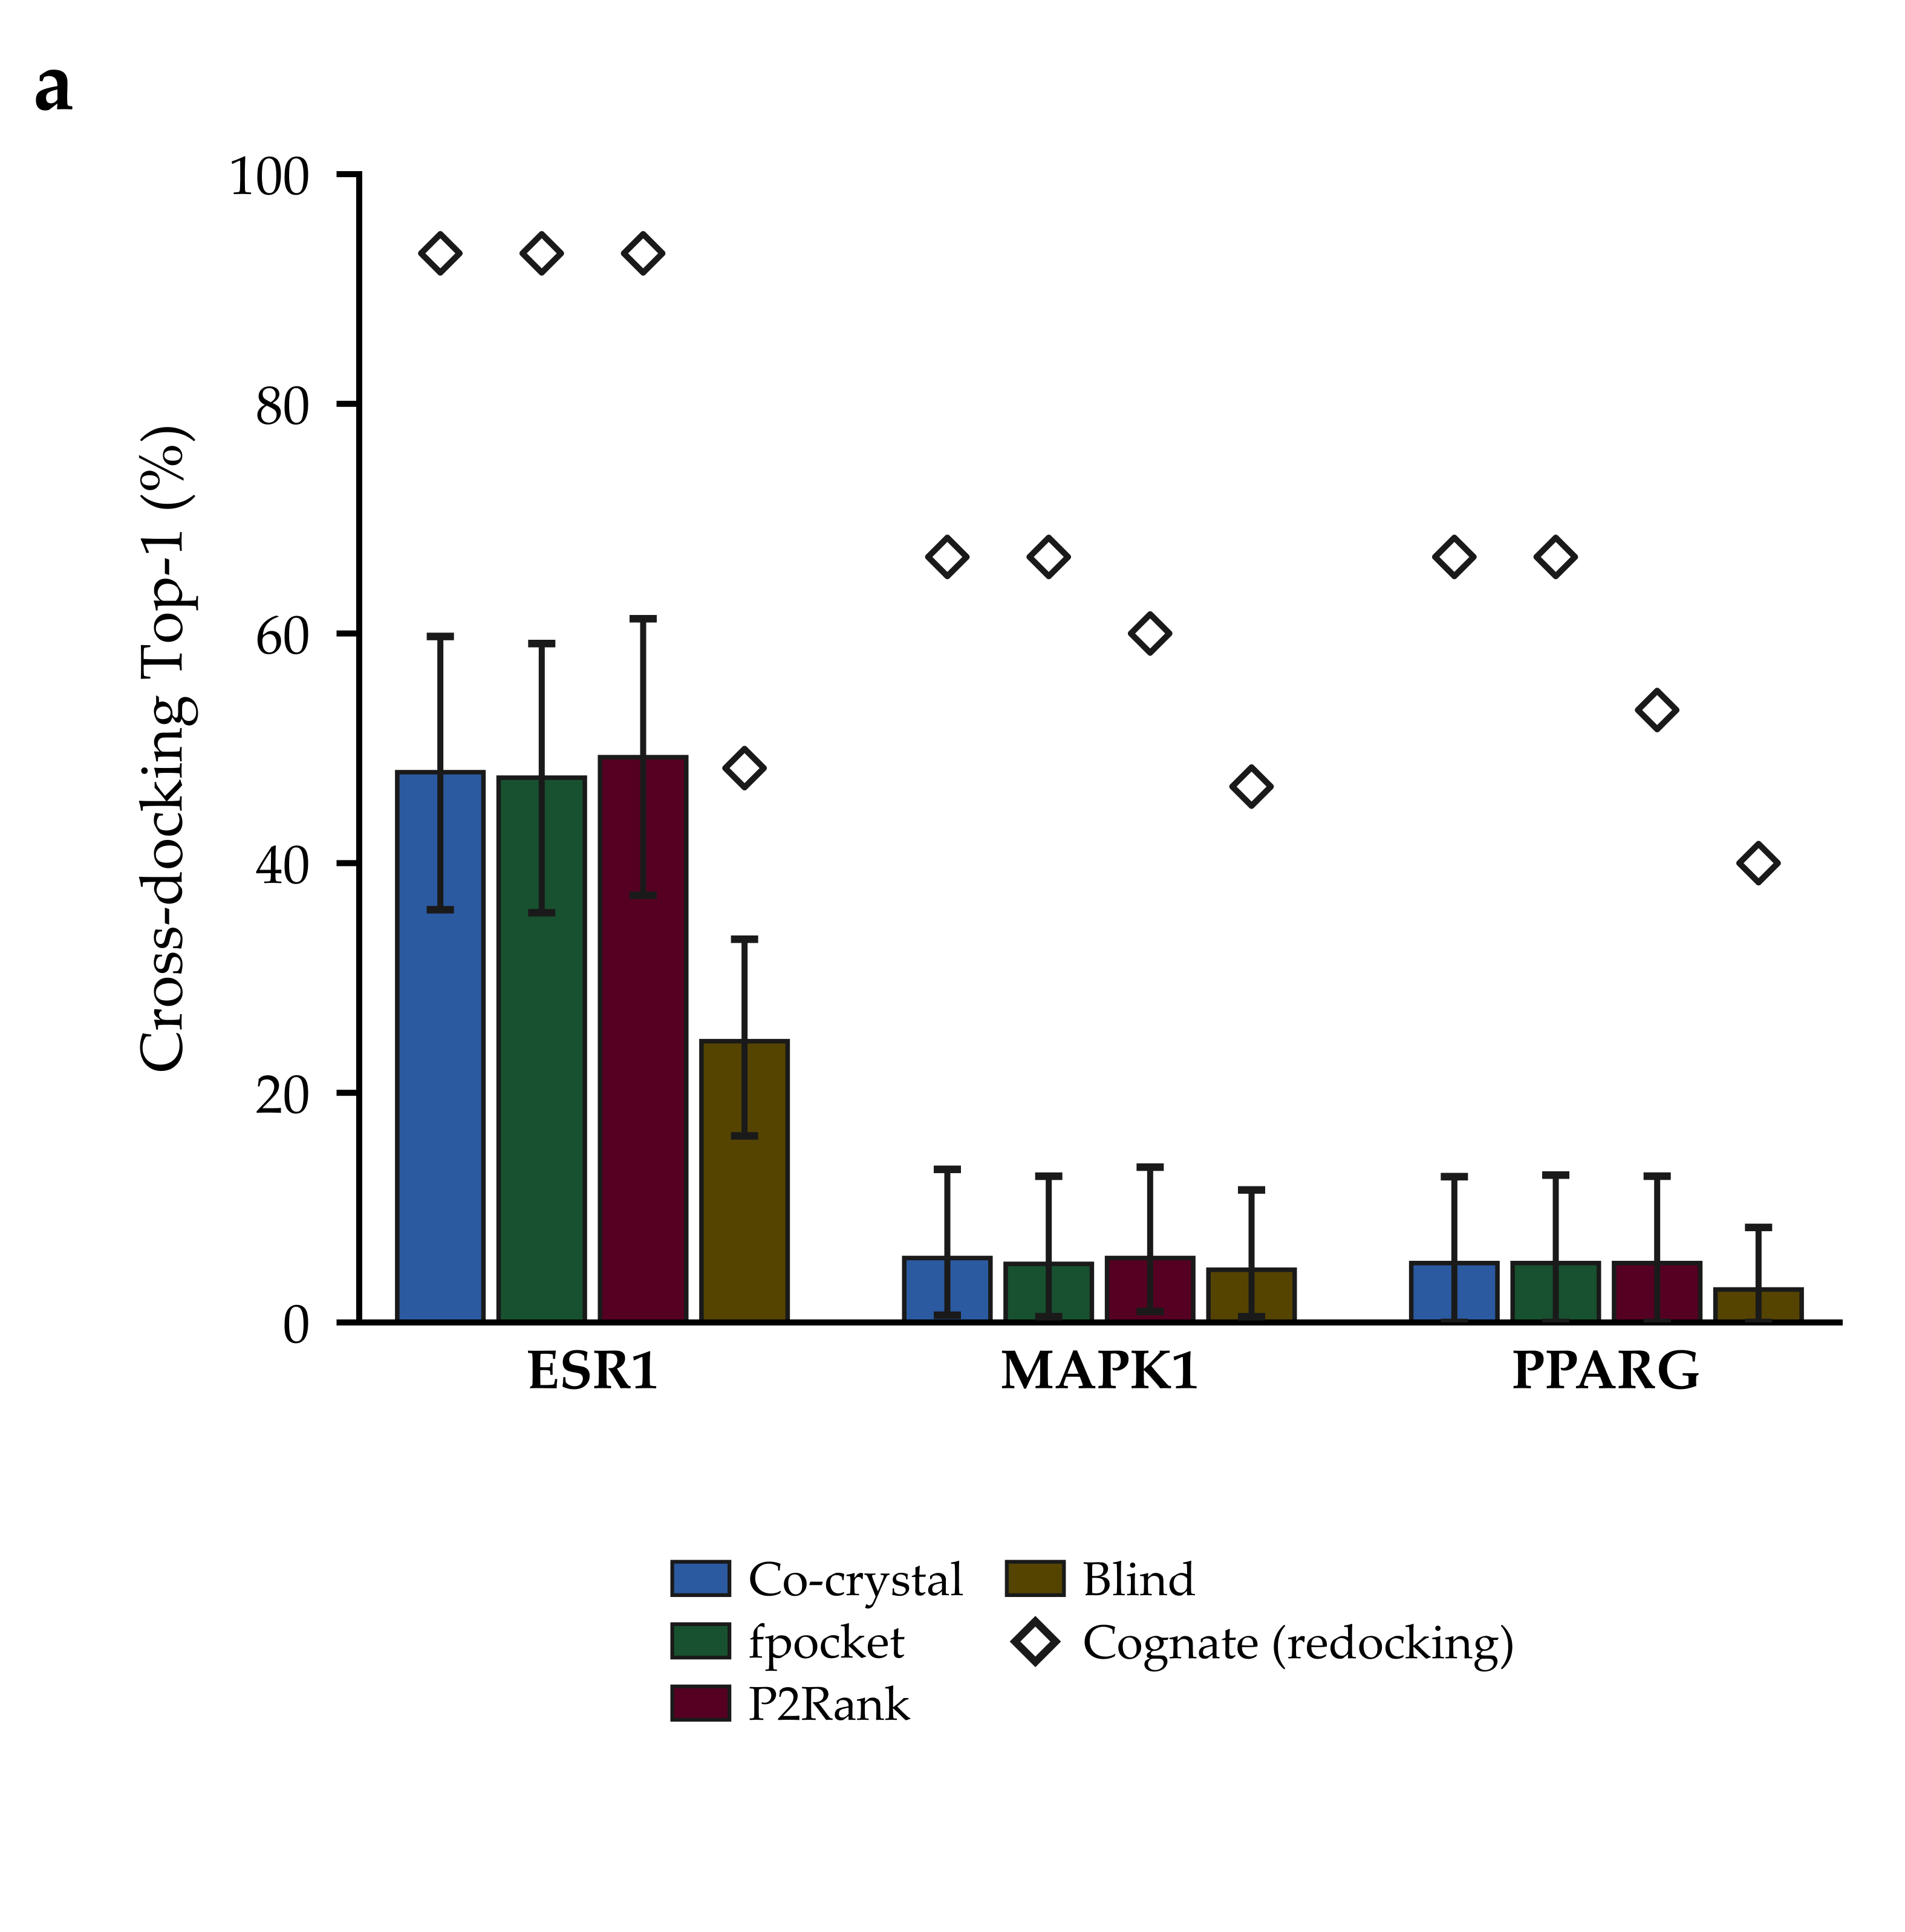 a
Cross-docking Top-1 (%)
100
80
60
40
20
0
ESR1 MAPK1 PPARG
Co-crystal
fpocket
P2Rank
Blind
Cognate (redocking)